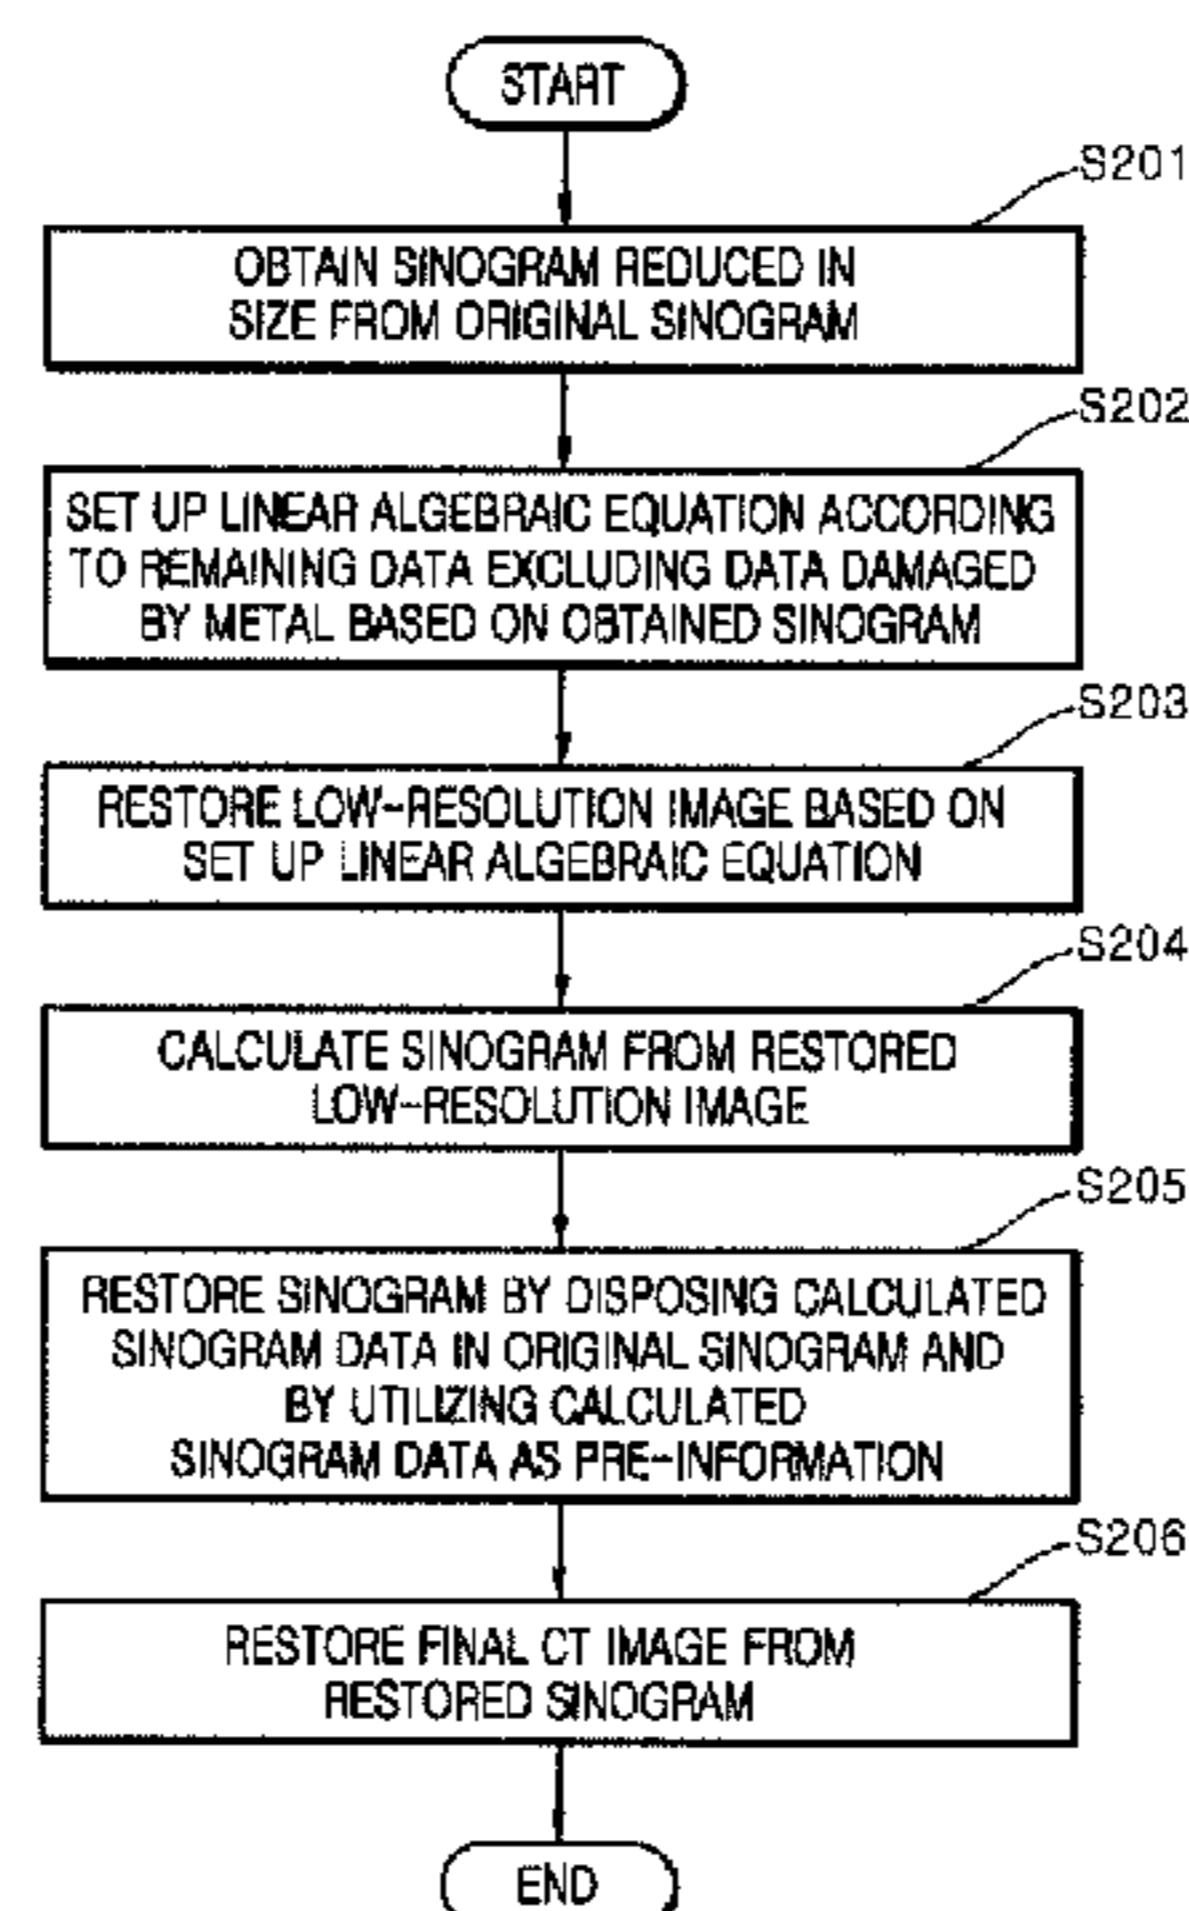 START
S201
OBTAIN SINOGRAM REDUCED IN
SIZE FROM ORIGINAL SINOGRAM
S202
SET UP LINEAR ALGEBRAIC EQUATION ACCORDING
TO REMAINING DATA EXCLUDING DATA DAMAGED
BY METAL BASED ON OBTAINED SINOGRAM
S203
RESTORE LOW-RESOLUTION IMAGE BASED ON
SET UP LINEAR ALGEBRAIC EQUATION
S204
CALCULATE SINOGRAM FROM RESTORED
LOW-RESOLUTION IMAGE
S205
RESTORE SINOGRAM BY DISPOSING CALCULATED
SINOGRAM DATA IN ORIGINAL SINOGRAM AND
BY UTILIZING CALCULATED
SINOGRAM DATA AS PRE-INFORMATION
S206
RESTORE FINAL CT IMAGE FROM
RESTORED SINOGRAM
END